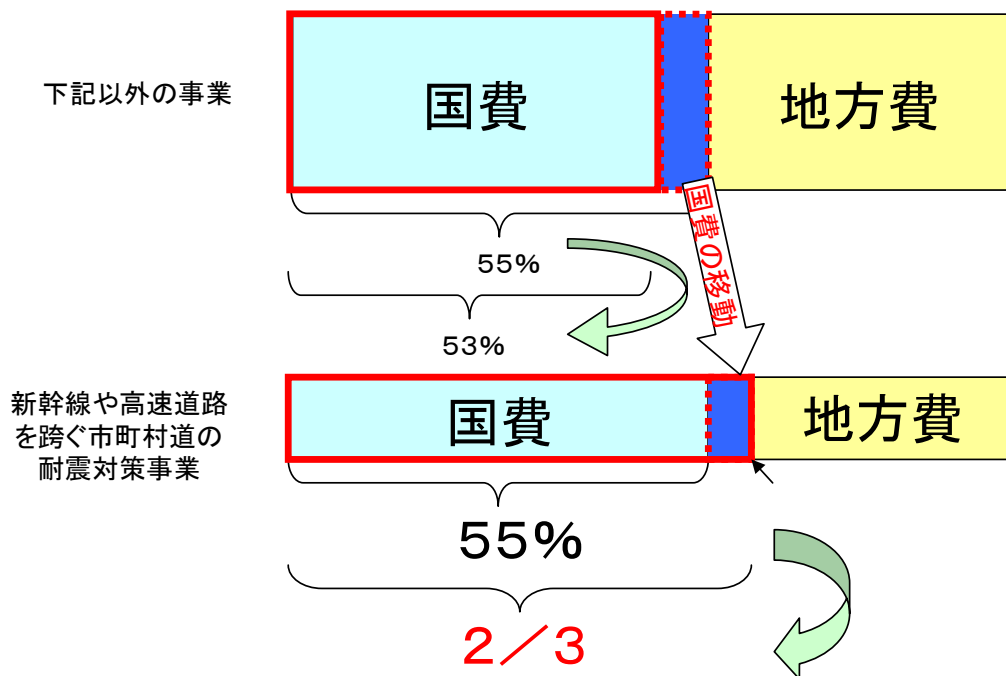 下記以外の事業
国費
地方費
国費の移動
55%
53%
新幹線や高速道路
を跨ぐ市町村道の
耐震対策事業
国費
地方費
55%
2/3